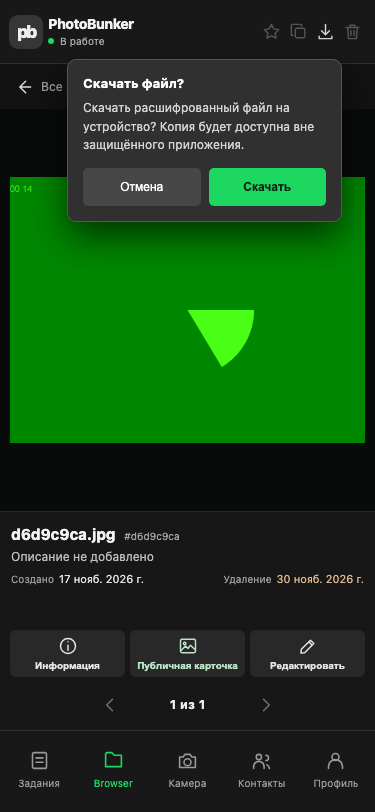 pb
PhotoBunker
В работе
Все
Скачать файл?
Скачать расшифрованный файл на
устройство? Копия будет доступна вне
защищённого приложения.
Отмена
Скачать
00 14
d6d9c9ca.jpg #d6d9c9ca
Описание не добавлено
Создано 17 нояб. 2026 г.
Удаление 30 нояб. 2026 г.
Информация
Публичная карточка
Редактировать
1 из 1
Задания
Browser
Камера
Контакты
Профиль